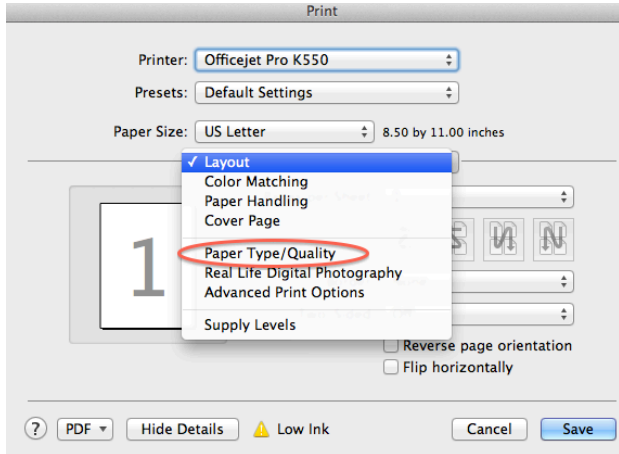 Print
Printer: Officejet Pro K550
Presets: Default Settings
Paper Size: US Letter 8.50 by 11.00 inches
✓ Layout
Color Matching
Paper Handling
Cover Page
Paper Type/Quality
Real Life Digital Photography
Advanced Print Options
Supply Levels
1
Reverse page orientation
Flip horizontally
? PDF Hide Details Low Ink Cancel Save